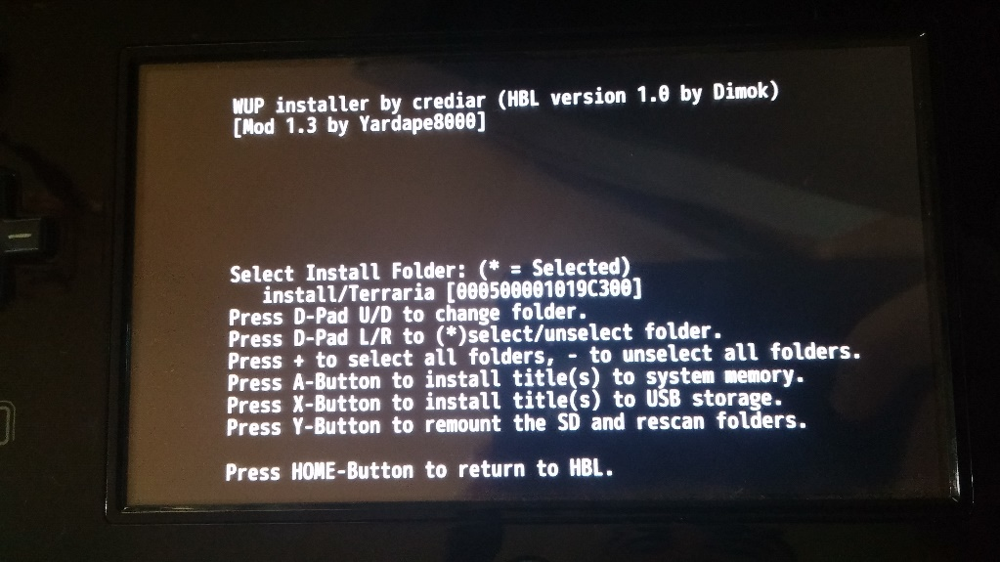 WUP installer by crediar (HBL version 1.0 by Dimok)
[Mod 1.3 by Yardape8000]
Select Install Folder: (* = Selected)
install/Terraria [000500001019C300]
Press D-Pad U/D to change folder.
Press D-Pad L/R to (*)select/unselect folder.
Press + to select all folders, - to unselect all folders.
Press A-Button to install title(s) to system memory.
Press X-Button to install title(s) to USB storage.
Press Y-Button to remount the SD and rescan folders.
Press HOME-Button to return to HBL.